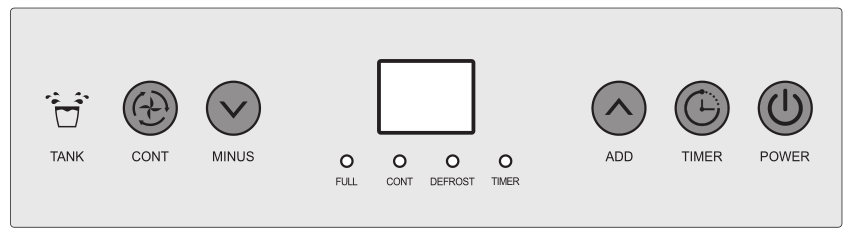 TANK CONT MINUS ADD TIMER POWER
FULL CONT DEFROST TIMER